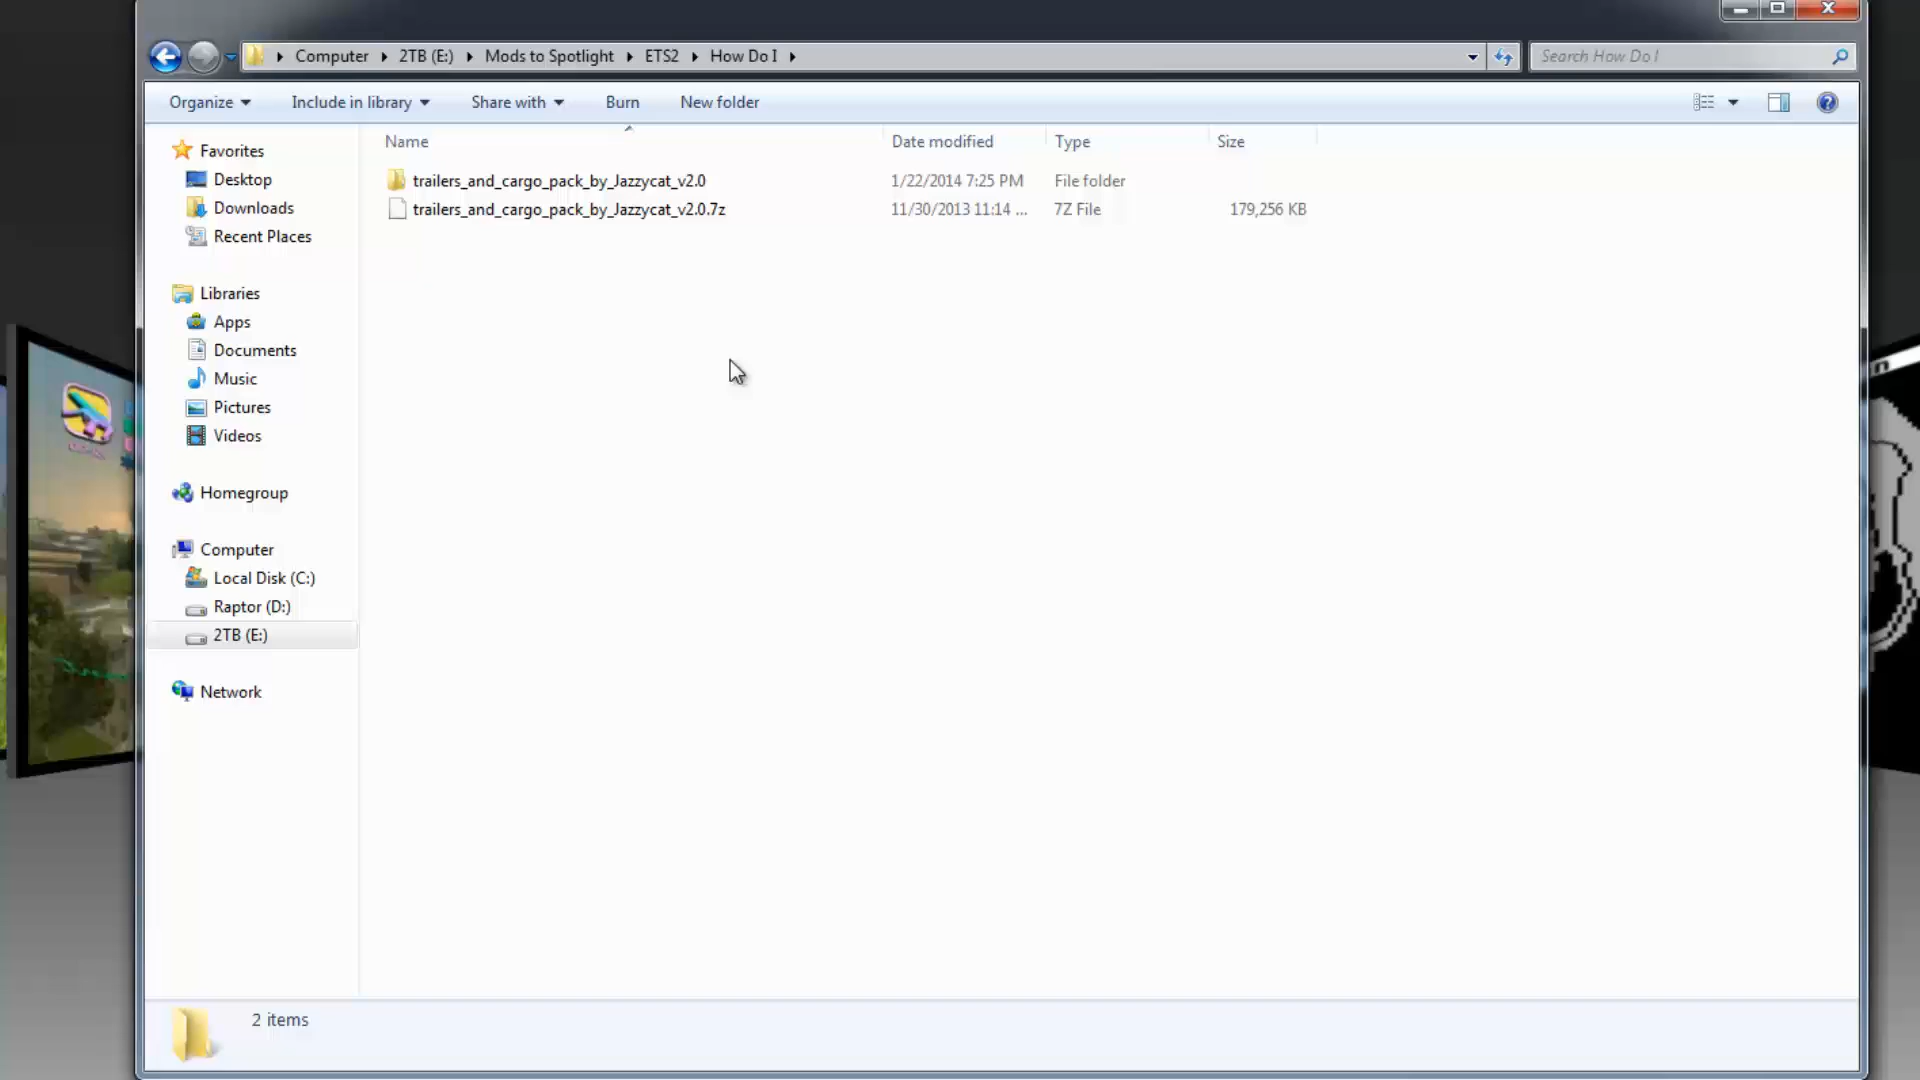 Computer 2TB (E:) Mods to Spotlight ETS2 How Do I
Search How Do I
Organize Include in library Share with Burn New folder
Name Date modified Type Size
trailers_and_cargo_pack_by_Jazzycat_v2.0 1/22/2014 7:25 PM File folder
trailers_and_cargo_pack_by_Jazzycat_v2.0.7z 11/30/2013 11:14 ... 7Z File 179,256 KB
Favorites
Desktop
Downloads
Recent Places
Libraries
Apps
Documents
Music
Pictures
Videos
Homegroup
Computer
Local Disk (C:)
Raptor (D:)
2TB (E:)
Network
2 items